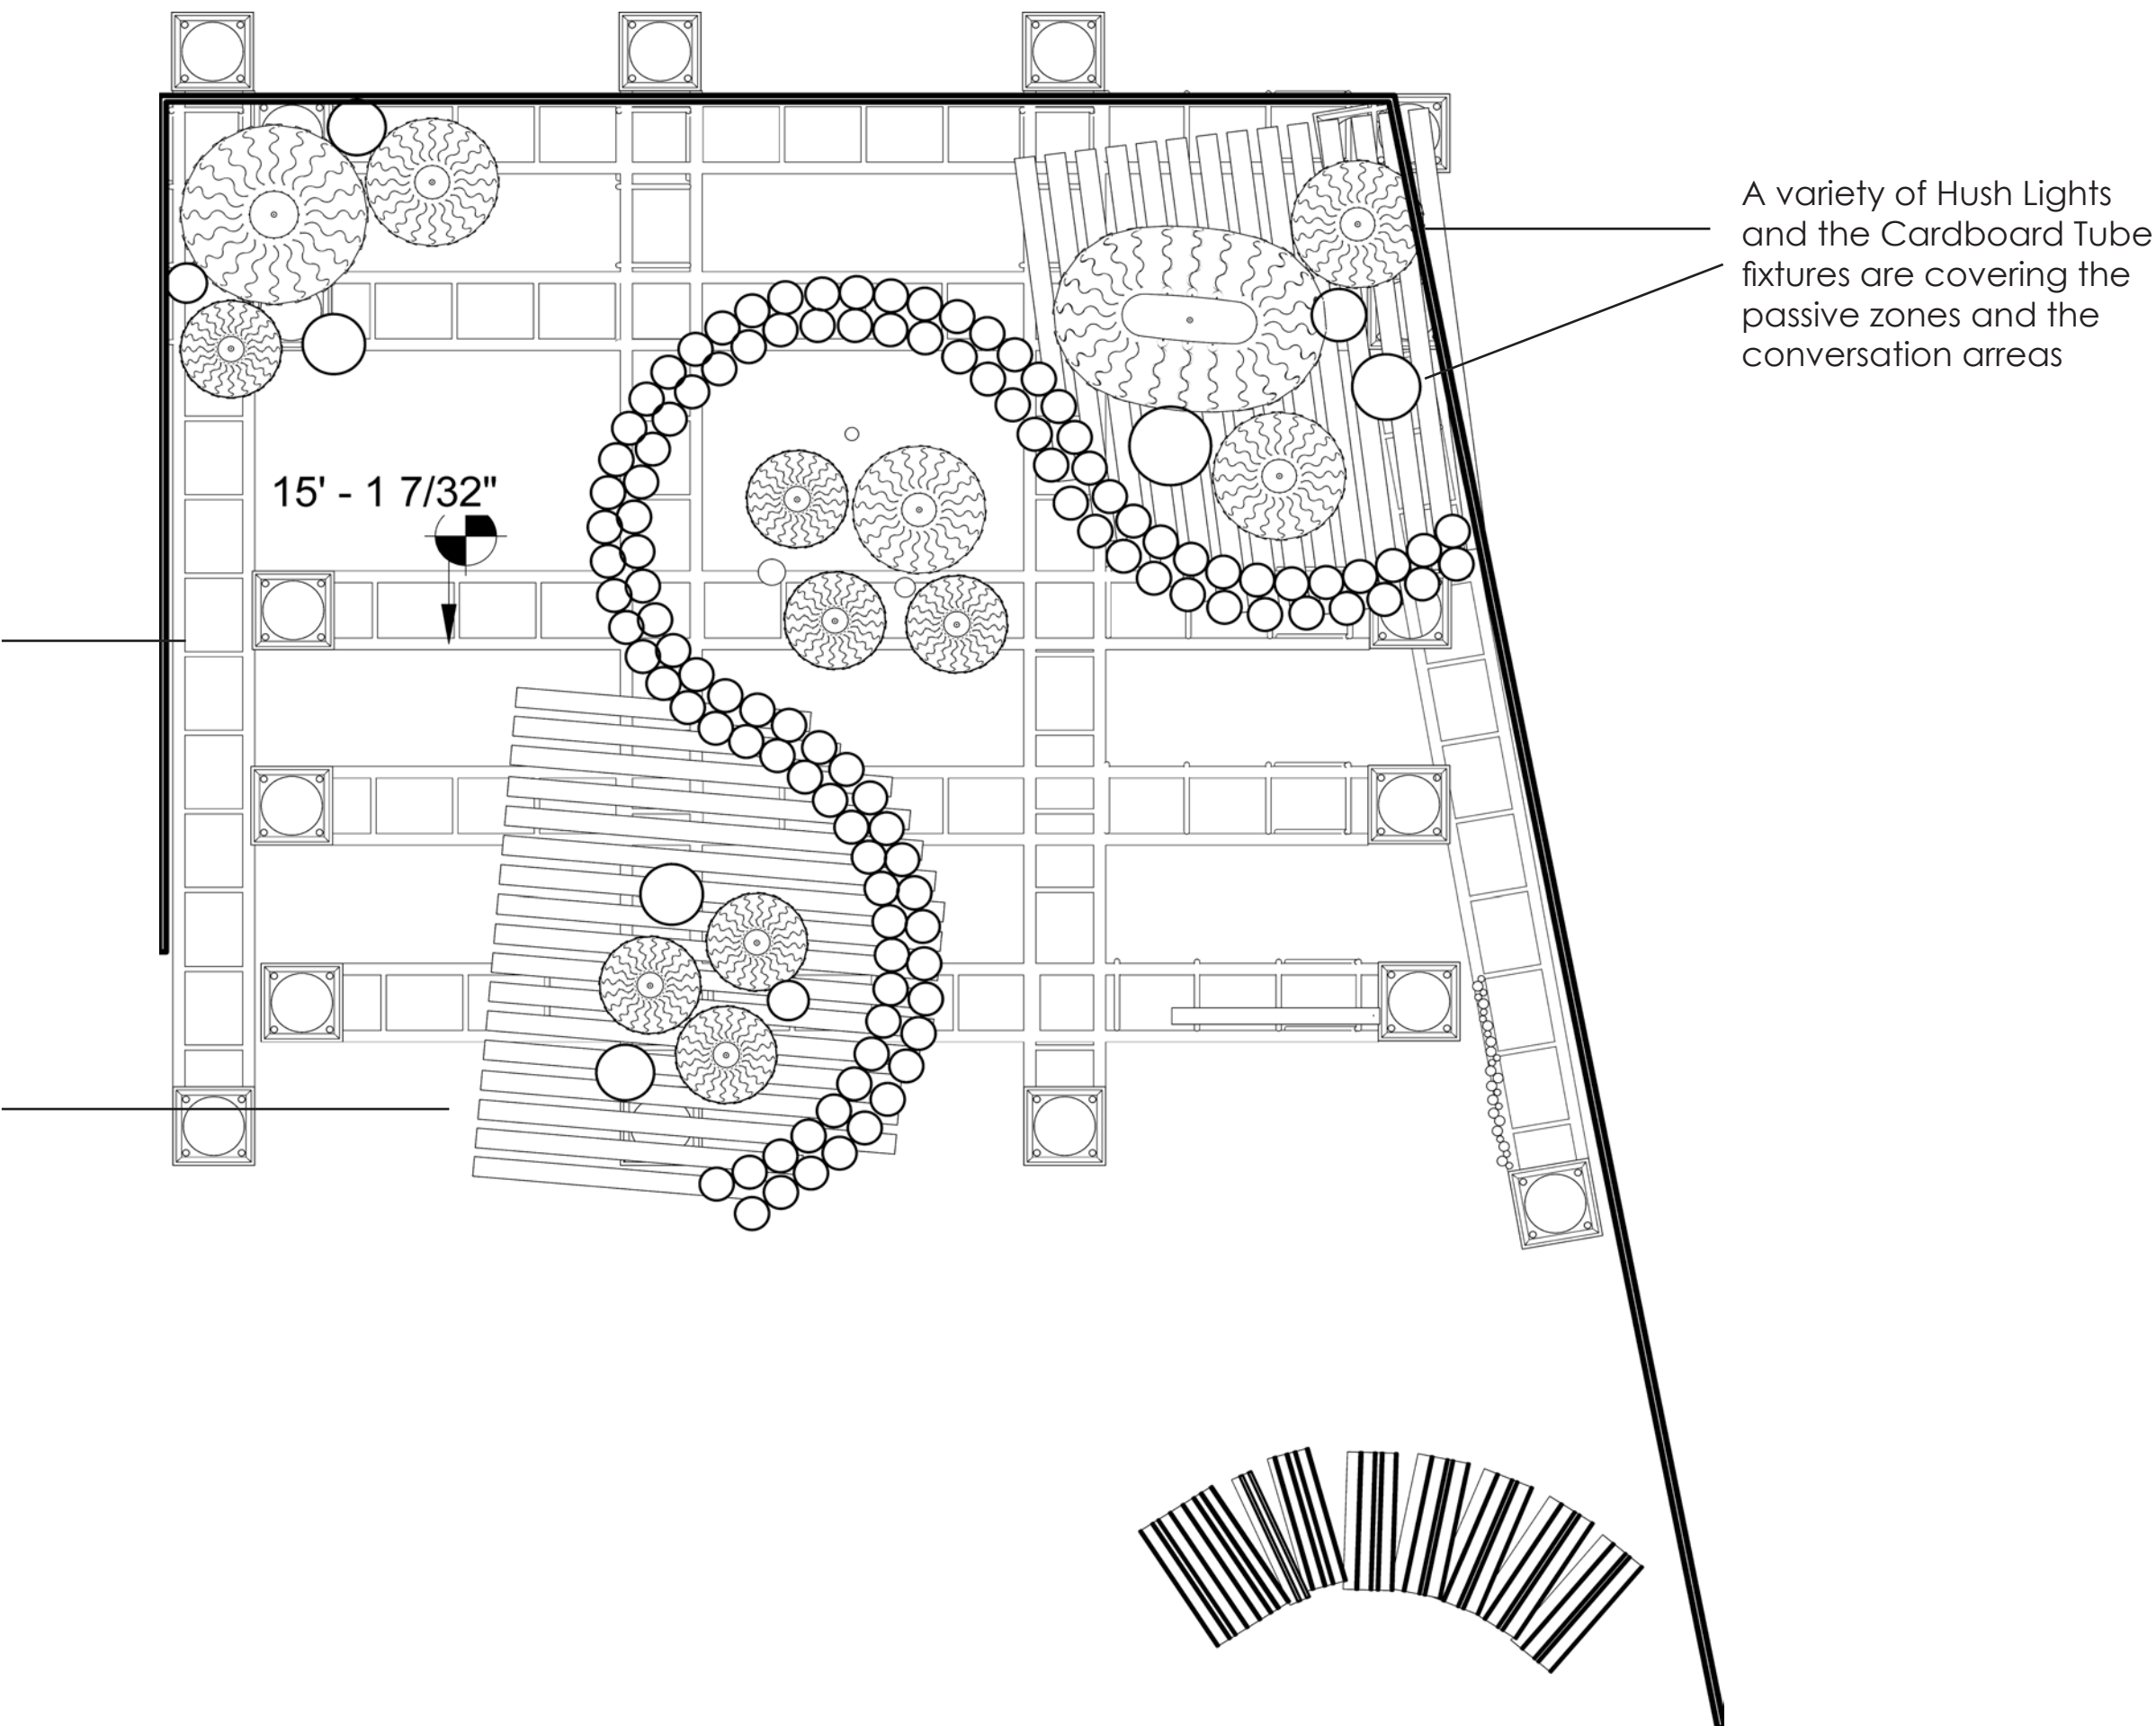 A variety of Hush Lights
and the Cardboard Tube
fixtures are covering the
passive zones and the
conversation arreas
15' - 1 7/32"